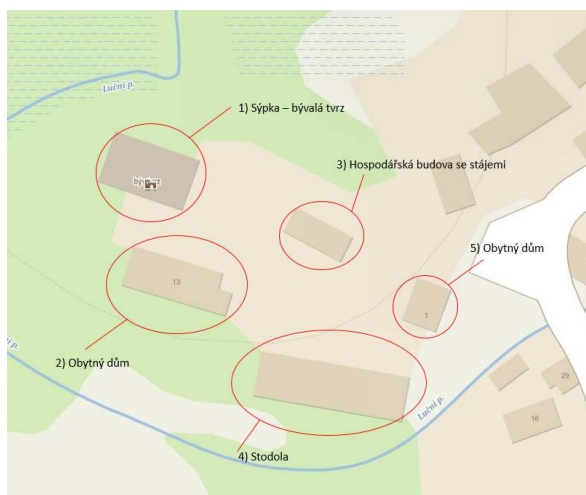 Luční p.
1) Sýpka – bývalá tvrz
3) Hospodářská budova se stájemi
13
5) Obytný dům
1
2) Obytný dům
29
Luční p.
16
4) Stodola